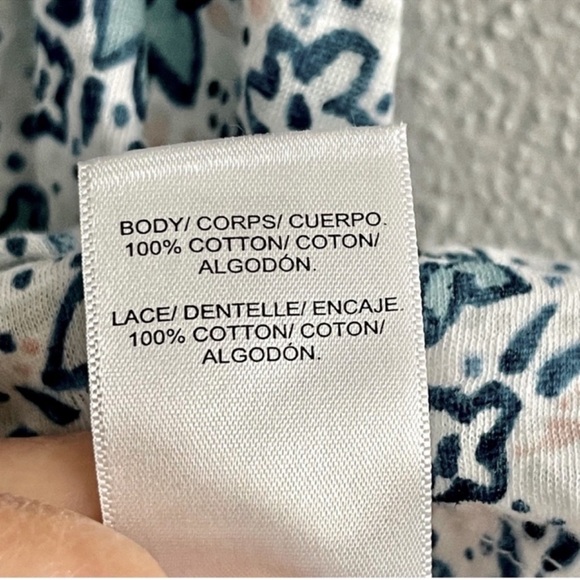 BODY/ CORPS/ CUERPO.
100% COTTON/ COTON/
ALGODÓN.
LACE/ DENTELLE/ ENCAJE.
100% COTTON/ COTON/
ALGODÓN.